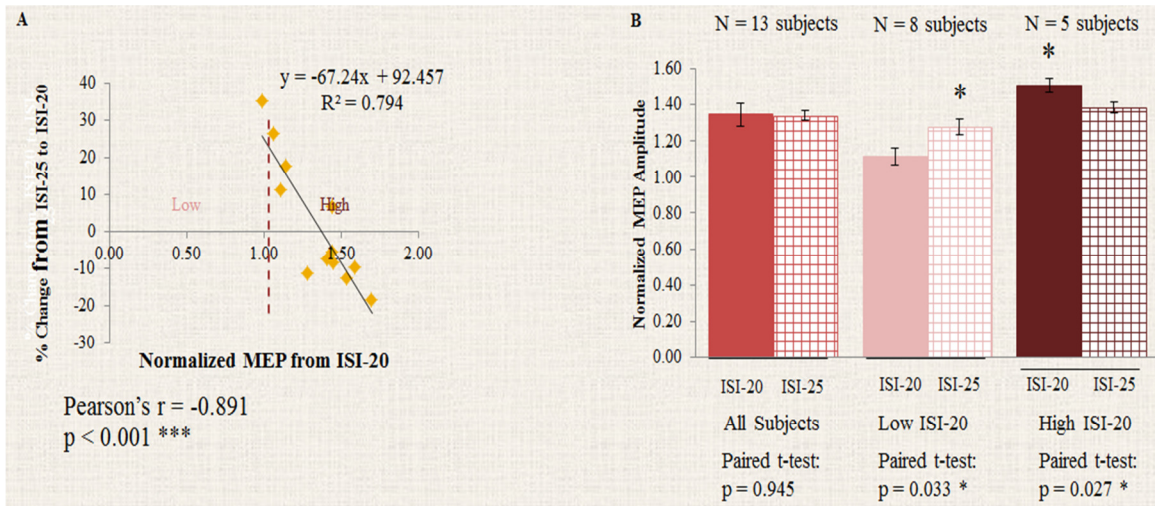 A
y = -67.24x + 92.457
R² = 0.794
% Change from ISI-25 to ISI-20
40
30
20
10
0
-10
-20
-30
Low
High
0.00 0.50 1.00 1.50 2.00
Normalized MEP from ISI-20
Pearson's r = -0.891
p < 0.001 ***
B
N = 13 subjects N = 8 subjects N = 5 subjects
Normalized MEP Amplitude
1.60
1.40
1.20
1.00
0.80
0.60
0.40
0.20
0.00
* *
ISI-20 ISI-25 ISI-20 ISI-25 ISI-20 ISI-25
All Subjects Low ISI-20 High ISI-20
Paired t-test: Paired t-test: Paired t-test:
p = 0.945 p = 0.033 * p = 0.027 *